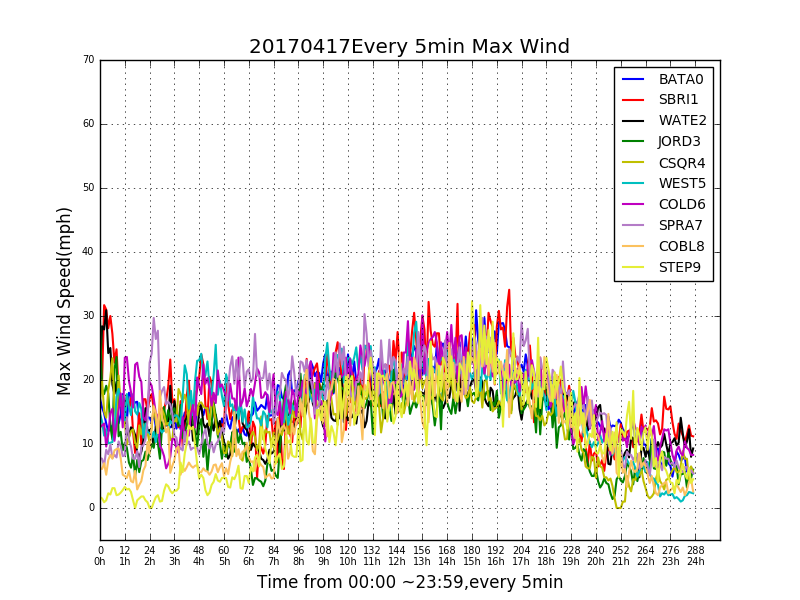 20170417Every 5min Max Wind
70
60
50
40
30
20
10
0
Max Wind Speed(mph)
BATA0
SBRI1
WATE2
JORD3
CSQR4
WEST5
COLD6
SPRA7
COBL8
STEP9
0 12 24 36 48 60 72 84 96 108 120 132 144 156 168 180 192 204 216 228 240 252 264 276 288
0h 1h 2h 3h 4h 5h 6h 7h 8h 9h 10h 11h 12h 13h 14h 15h 16h 17h 18h 19h 20h 21h 22h 23h 24h
Time from 00:00 ~23:59,every 5min